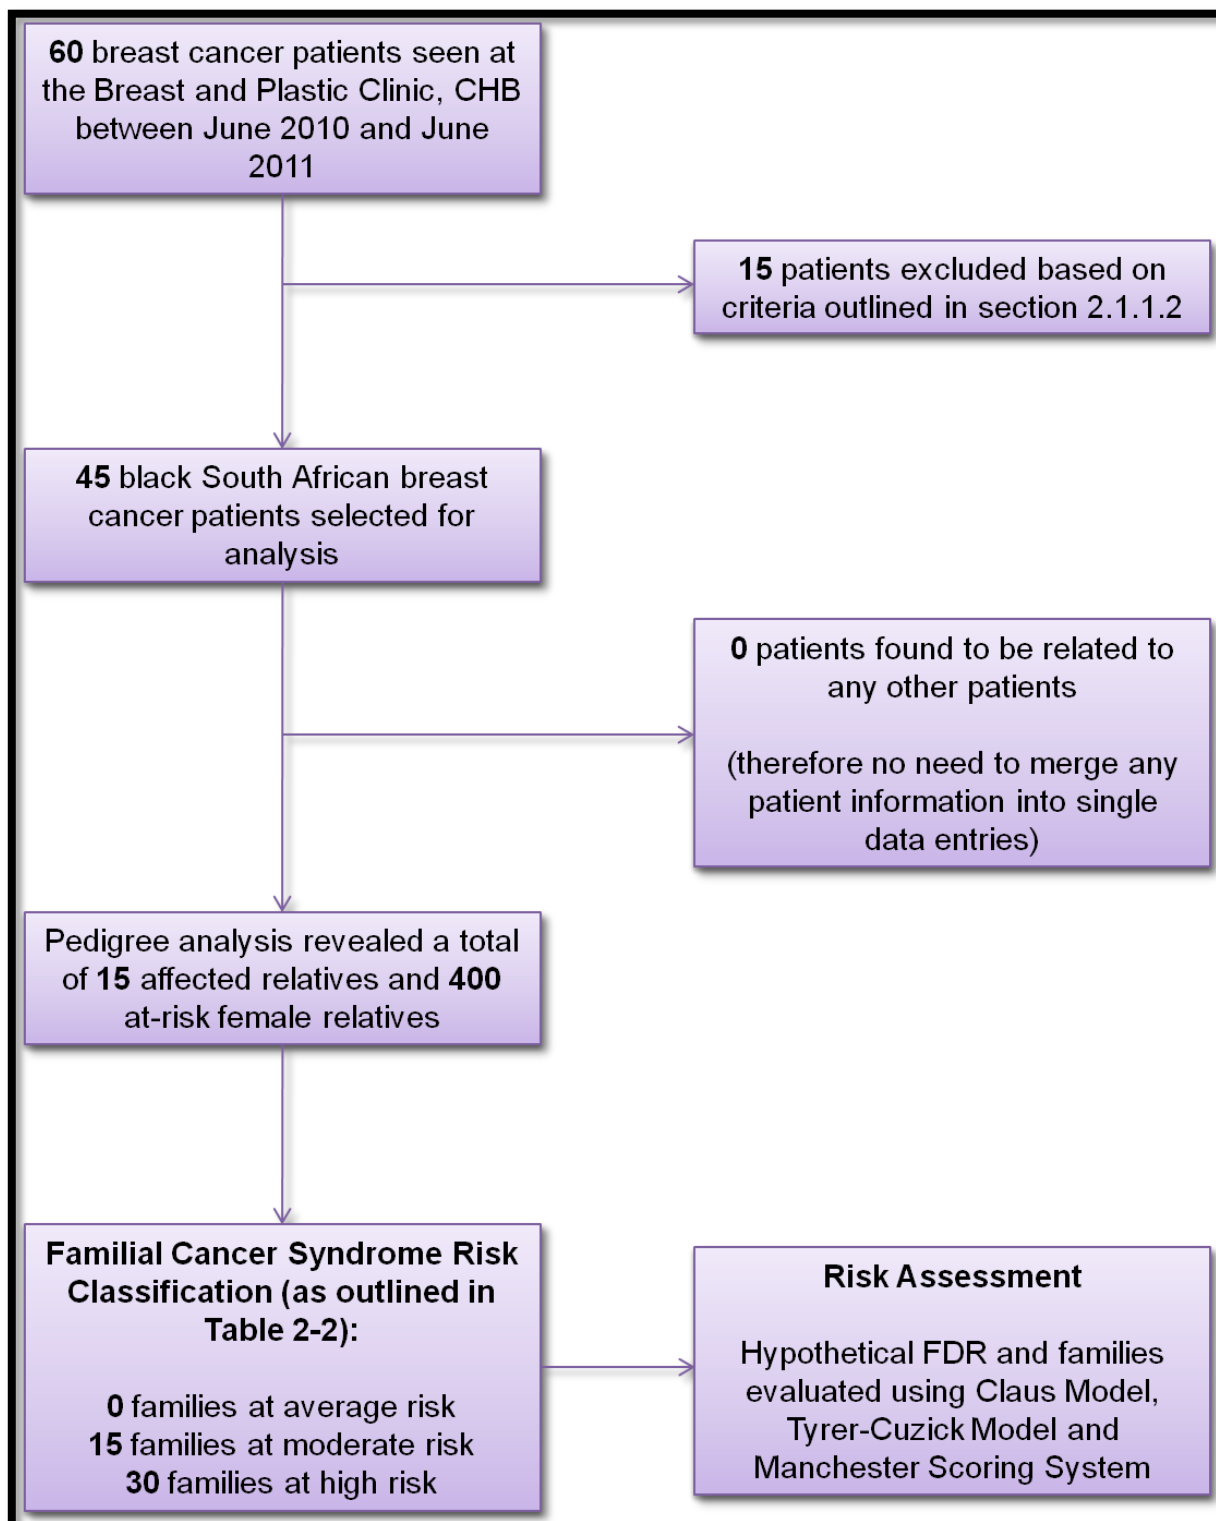 60 breast cancer patients seen at
the Breast and Plastic Clinic, CHB
between June 2010 and June
2011
15 patients excluded based on
criteria outlined in section 2.1.1.2
45 black South African breast
cancer patients selected for
analysis
0 patients found to be related to
any other patients
(therefore no need to merge any
patient information into single
data entries)
Pedigree analysis revealed a total
of 15 affected relatives and 400
at-risk female relatives
Familial Cancer Syndrome Risk
Classification (as outlined in
Table 2-2):
0 families at average risk
15 families at moderate risk
30 families at high risk
Risk Assessment
Hypothetical FDR and families
evaluated using Claus Model,
Tyrer-Cuzick Model and
Manchester Scoring System